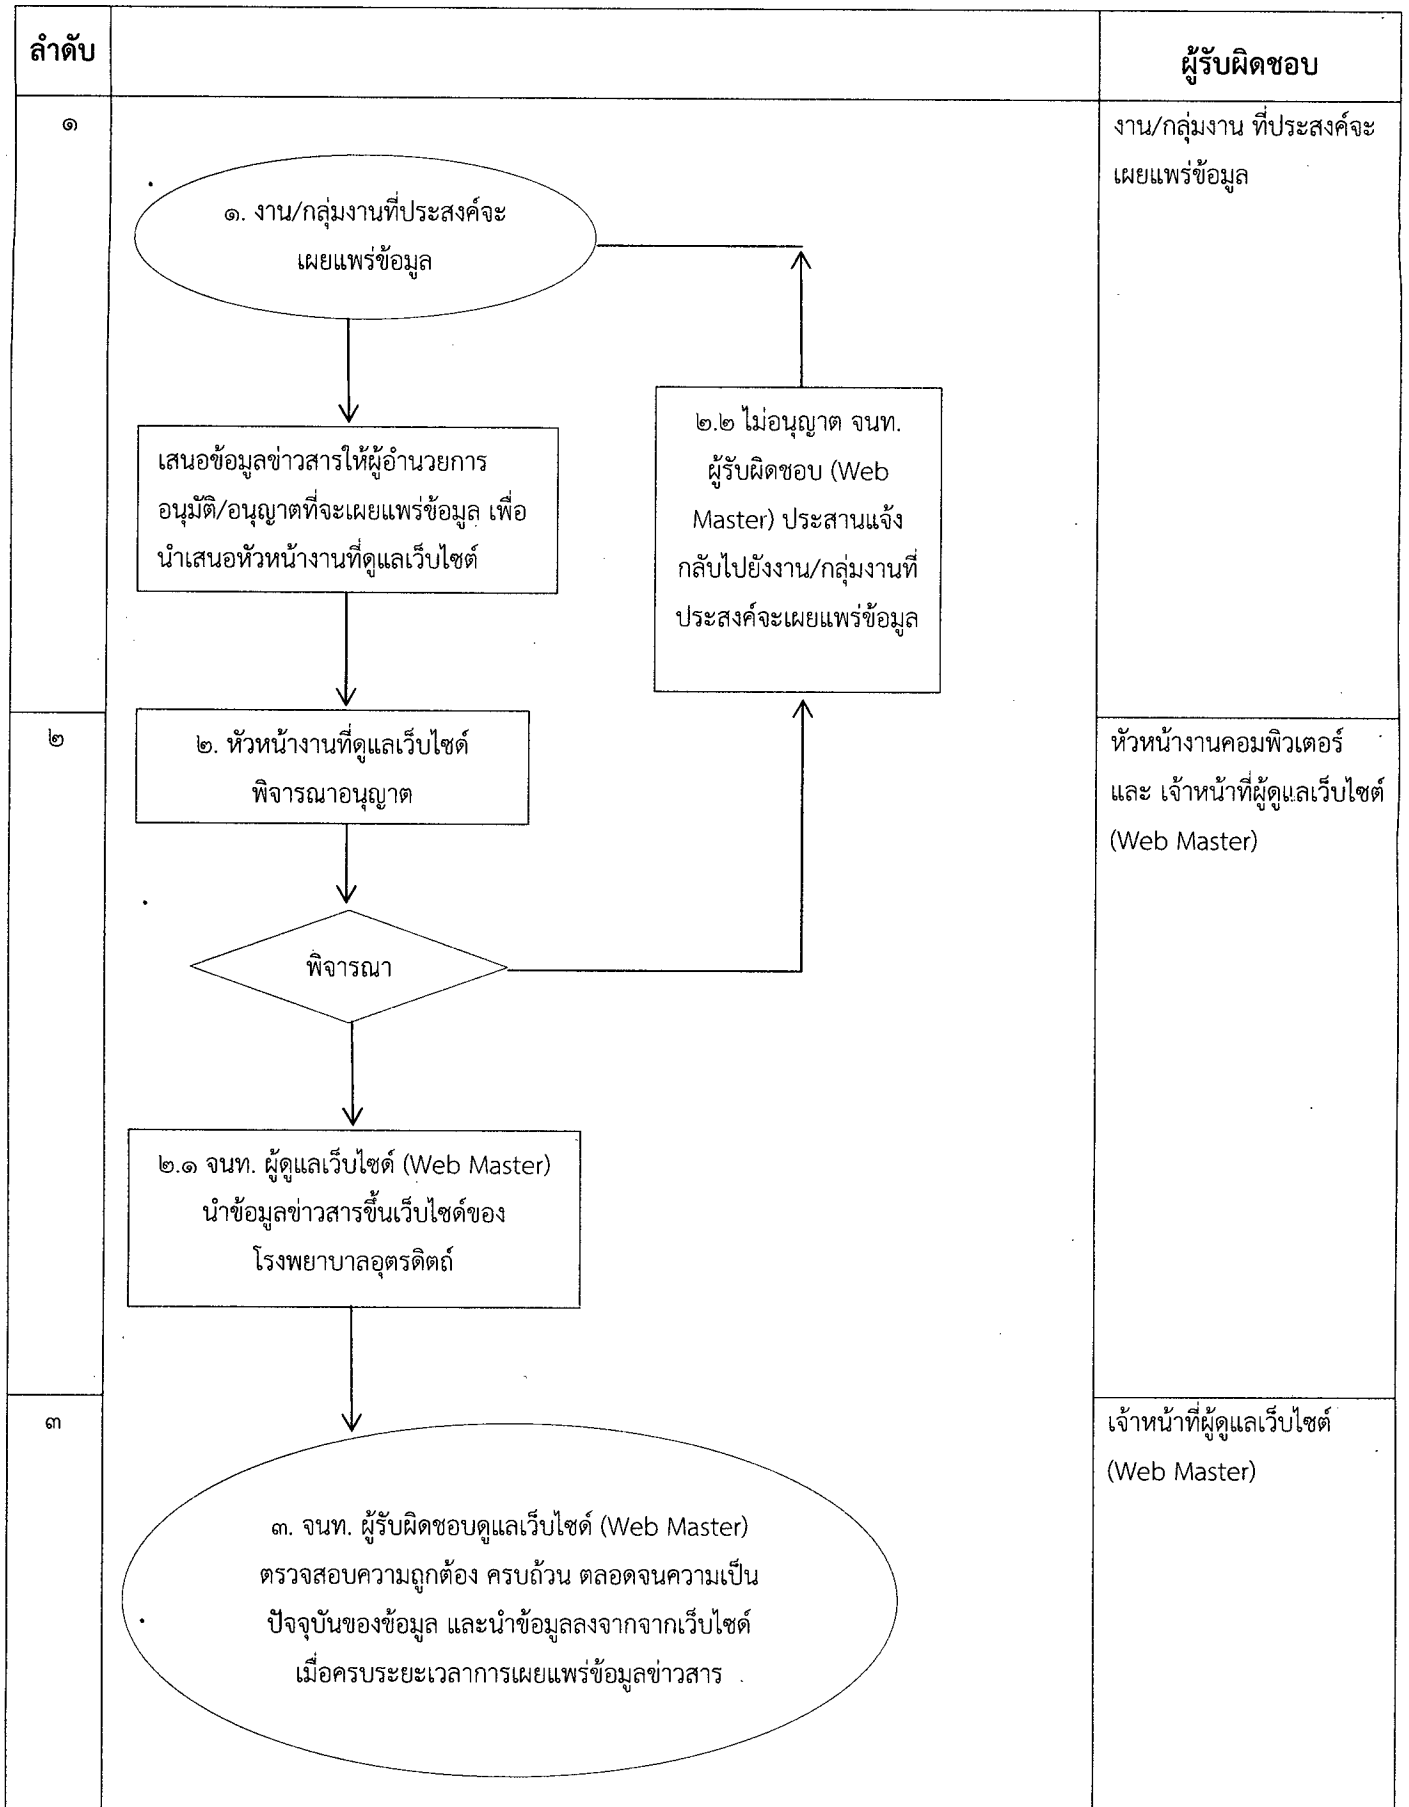 ลำดับ
ผู้รับผิดชอบ
๑
งาน/กลุ่มงาน ที่ประสงค์จะ
เผยแพร่ข้อมูล
๑. งาน/กลุ่มงานที่ประสงค์จะ
เผยแพร่ข้อมูล
เสนอข้อมูลข่าวสารให้ผู้อำนวยการ
อนุมัติ/อนุญาตที่จะเผยแพร่ข้อมูล เพื่อ
นำเสนอหัวหน้างานที่ดูแลเว็บไซต์
๒.๒ ไม่อนุญาต จนท.
ผู้รับผิดชอบ (Web
Master) ประสานแจ้ง
กลับไปยังงาน/กลุ่มงานที่
ประสงค์จะเผยแพร่ข้อมูล
๒
๒. หัวหน้างานที่ดูแลเว็บไซด์
พิจารณาอนุญาต
หัวหน้างานคอมพิวเตอร์
และ เจ้าหน้าที่ผู้ดูแลเว็บไซต์
(Web Master)
พิจารณา
๒.๑ จนท. ผู้ดูแลเว็บไซด์ (Web Master)
นำข้อมูลข่าวสารขึ้นเว็บไซด์ของ
โรงพยาบาลอุตรดิตถ์
๓
เจ้าหน้าที่ผู้ดูแลเว็บไซต์
(Web Master)
๓. จนท. ผู้รับผิดชอบดูแลเว็บไซด์ (Web Master)
ตรวจสอบความถูกต้อง ครบถ้วน ตลอดจนความเป็น
ปัจจุบันของข้อมูล และนำข้อมูลลงจากจากเว็บไซด์
เมื่อครบระยะเวลาการเผยแพร่ข้อมูลข่าวสาร